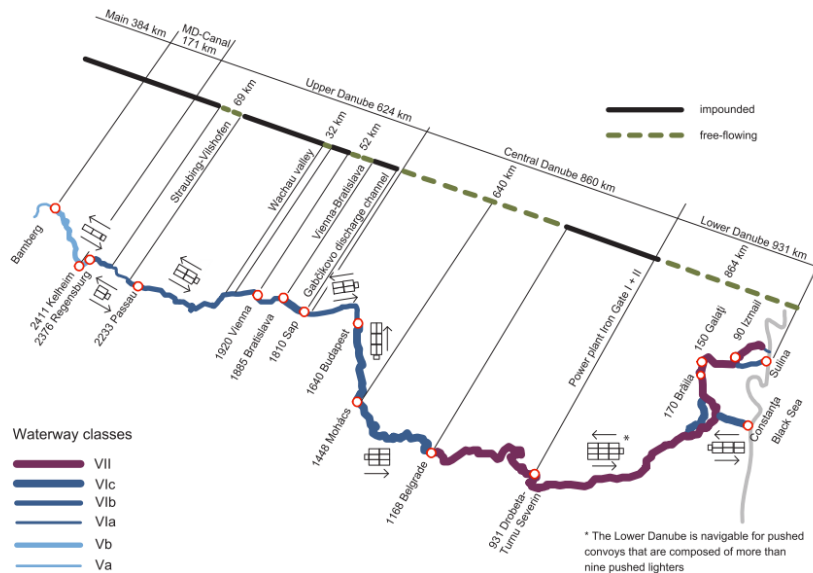 Main 384 km
MD-Canal
171 km
Upper Danube 624 km
Central Danube 860 km
Lower Danube 931 km
69 km
32 km
52 km
640 km
864 km
Straubing-Vilshofen
Wachau valley
Vienna-Bratislava
Gabčíkovo discharge channel
Power plant Iron Gate I + II
impounded
free-flowing
Bamberg
2411 Kelheim
2376 Regensburg
2233 Passau
1920 Vienna
1885 Bratislava
1810 Sap
1640 Budapest
1448 Mohács
1168 Belgrade
931 Drobeta-
Turnu Severin
170 Brăila
150 Galaţi
90 Izmail
Sulina
Constanţa
Black Sea
*
Waterway classes
VII
VIc
VIb
VIa
Vb
Va
* The Lower Danube is navigable for pushed
convoys that are composed of more than
nine pushed lighters